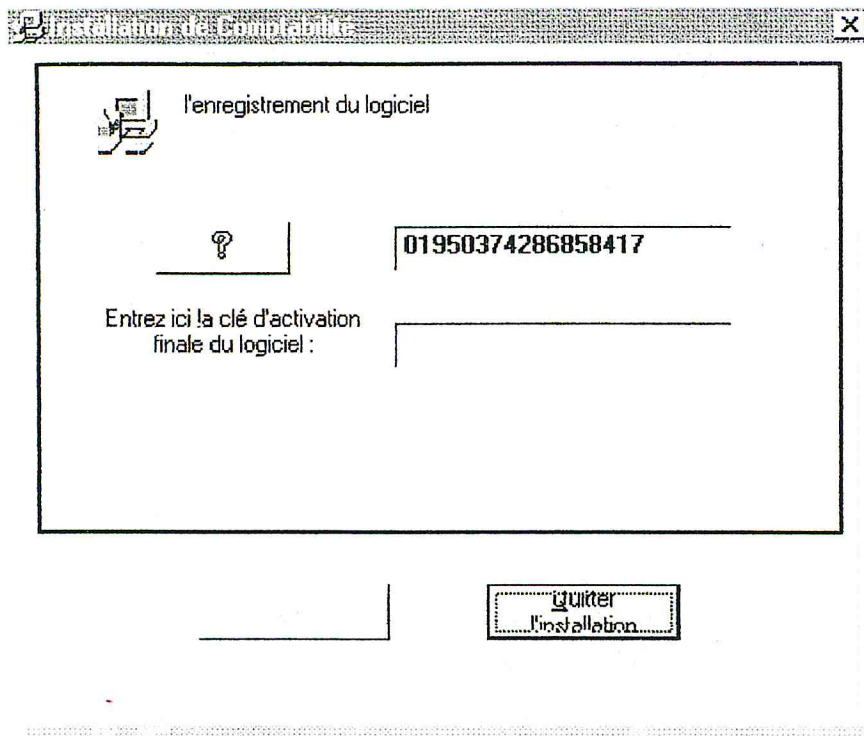 Installation de Comptabilité
l'enregistrement du logiciel
?
01950374286858417
Entrez ici la clé d'activation
finale du logiciel :
Quitter
l'installation